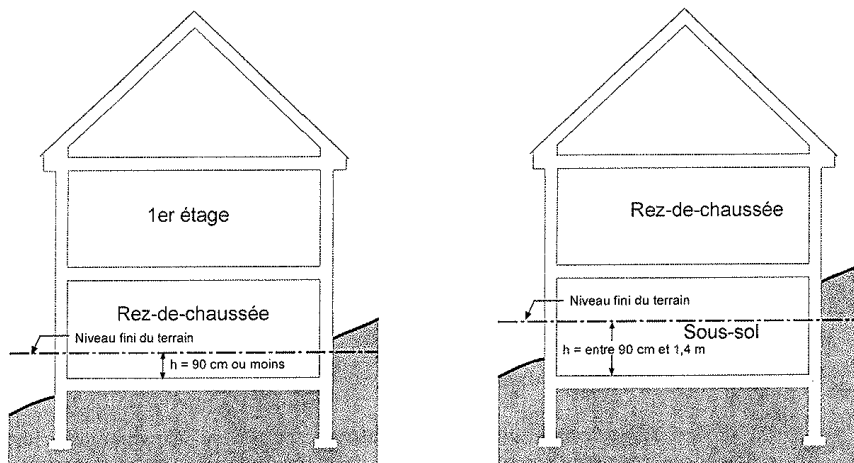 1er étage
Rez-de-chaussée
Niveau fini du terrain
h = 90 cm ou moins
Rez-de-chaussée
Niveau fini du terrain
Sous-sol
h = entre 90 cm et 1,4 m